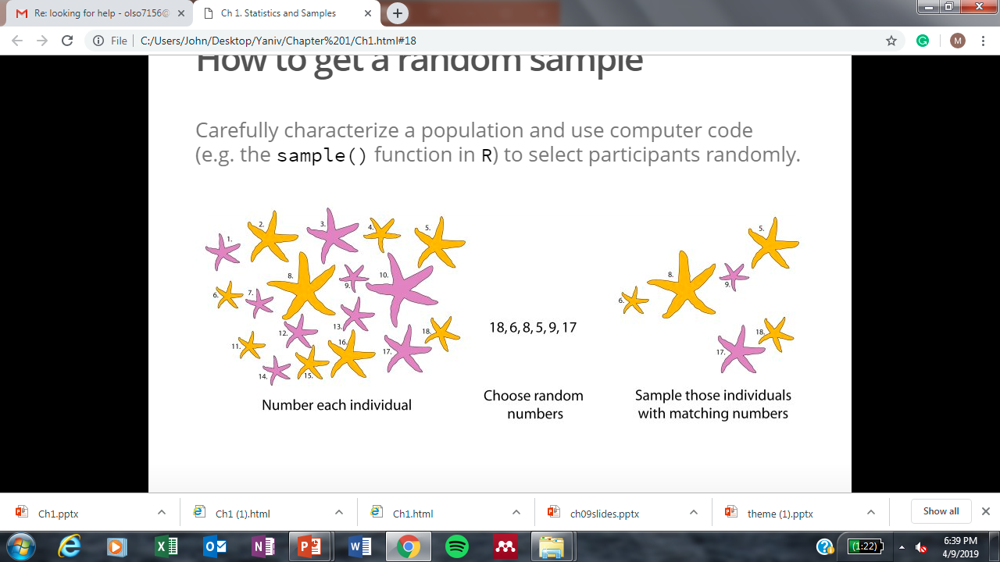 Re: looking for help - olso7156@
Ch 1. Statistics and Samples
File
C:/Users/John/Desktop/Yaniv/Chapter%201/Ch1.html#18
M
How to get a random sample
Carefully characterize a population and use computer code
(e.g. the sample() function in R) to select participants randomly.
1.
2.
3.
4.
5.
6.
7.
8.
9.
10.
11.
12.
13.
14.
15.
16.
17.
18.
18, 6, 8, 5, 9, 17
5.
8.
9.
6.
18.
17.
Number each individual
Choose random
numbers
Sample those individuals
with matching numbers
Ch1.pptx
Ch1 (1).html
Ch1.html
ch09slides.pptx
theme (1).pptx
Show all
(1:22)
6:39 PM
4/9/2019